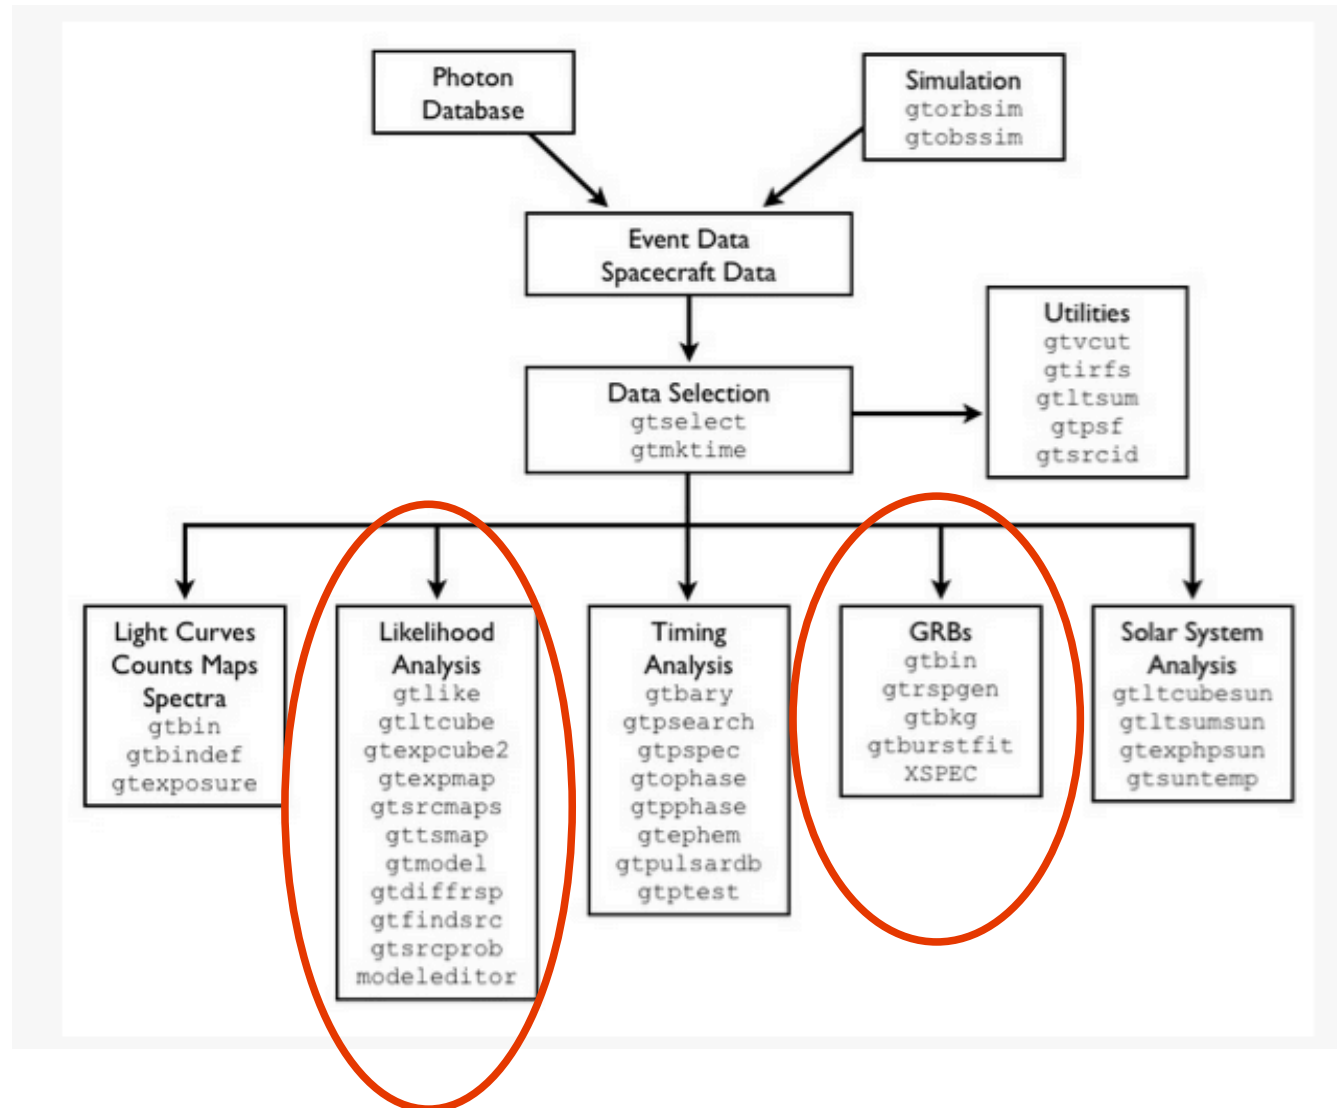 Photon
Database
Simulation
gtorbsim
gtobssim
Event Data
Spacecraft Data
Utilities
gtvcut
gtirfs
gtltsum
gtpsf
gtsrcid
Data Selection
gtselect
gtmktime
Light Curves
Counts Maps
Spectra
gtbin
gtbindef
gtexposure
Likelihood
Analysis
gtlike
gtltcube
gtexpcube2
gtexpmap
gtsrcmaps
gttsmap
gtmodel
gtdiffrsp
gtfindsrc
gtsrcprob
modeleditor
Timing
Analysis
gtbary
gtpsearch
gtpspec
gtophase
gtpphase
gtephem
gtpulsardb
gtptest
GRBs
gtbin
gtrspgen
gtbkg
gtburstfit
XSPEC
Solar System
Analysis
gtltcubesun
gtltsumsun
gtexphpsun
gtsuntemp